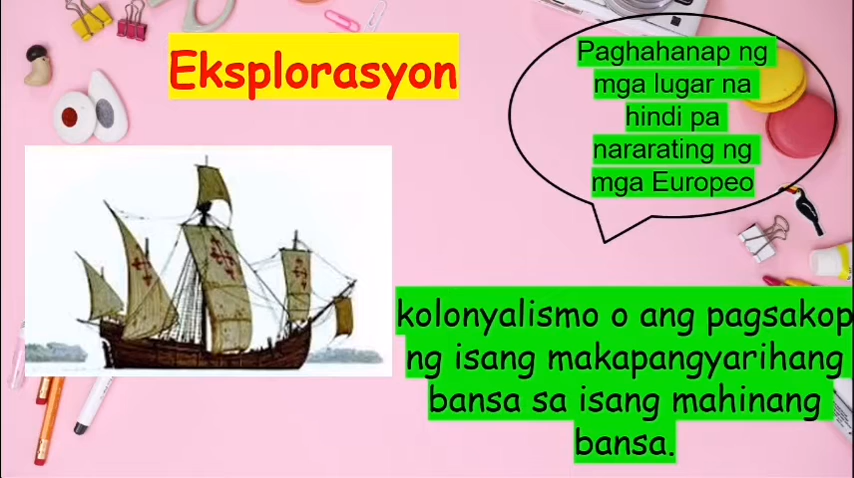 Eksplorasyon
Paghahanap ng
mga lugar na
hindi pa
nararating ng
mga Europeo
kolonyalismo o ang pagsakop
ng isang makapangyarihang
bansa sa isang mahinang
bansa.